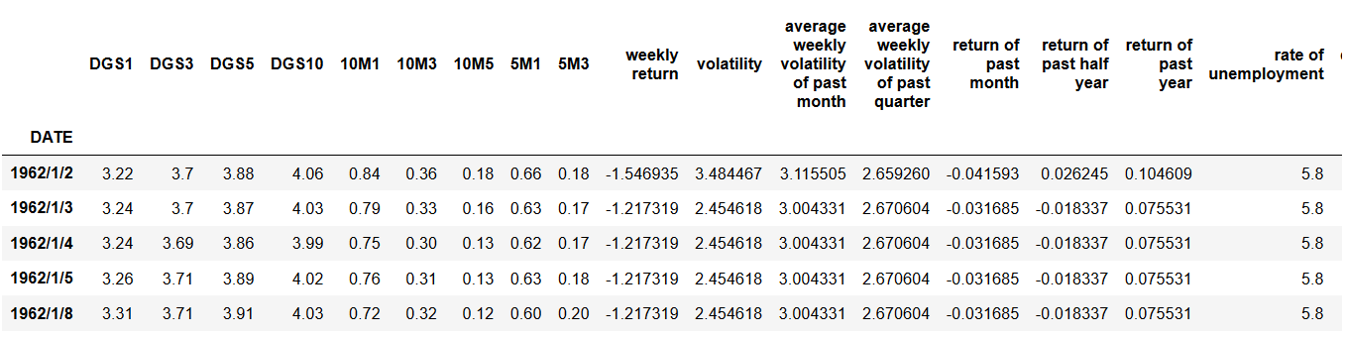 DGS1 DGS3 DGS5 DGS10 10M1 10M3 10M5 5M1 5M3 weekly return volatility average weekly volatility of past month average weekly volatility of past quarter return of past month return of past half year return of past year rate of unemployment
DATE
1962/1/2 3.22 3.7 3.88 4.06 0.84 0.36 0.18 0.66 0.18 -1.546935 3.484467 3.115505 2.659260 -0.041593 0.026245 0.104609 5.8
1962/1/3 3.24 3.7 3.87 4.03 0.79 0.33 0.16 0.63 0.17 -1.217319 2.454618 3.004331 2.670604 -0.031685 -0.018337 0.075531 5.8
1962/1/4 3.24 3.69 3.86 3.99 0.75 0.30 0.13 0.62 0.17 -1.217319 2.454618 3.004331 2.670604 -0.031685 -0.018337 0.075531 5.8
1962/1/5 3.26 3.71 3.89 4.02 0.76 0.31 0.13 0.63 0.18 -1.217319 2.454618 3.004331 2.670604 -0.031685 -0.018337 0.075531 5.8
1962/1/8 3.31 3.71 3.91 4.03 0.72 0.32 0.12 0.60 0.20 -1.217319 2.454618 3.004331 2.670604 -0.031685 -0.018337 0.075531 5.8